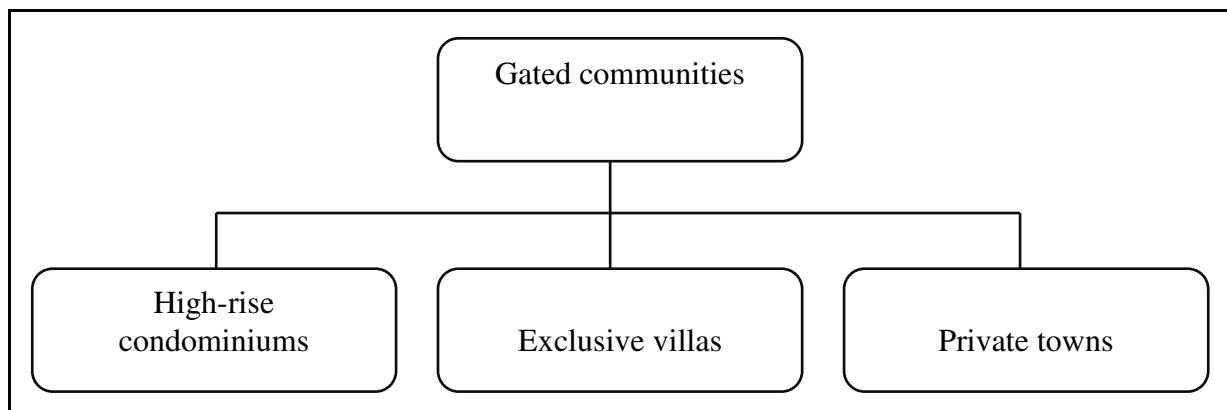 Gated communities
High-rise
condominiums
Exclusive villas
Private towns